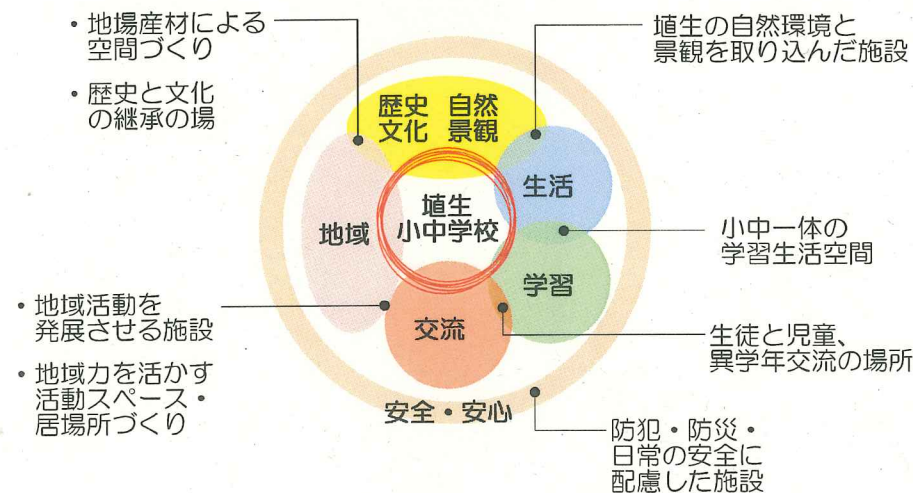 ・地場産材による
空間づくり
・歴史と文化
の継承の場
埴生の自然環境と
景観を取り込んだ施設
歴史 自然
文化 景観
生活
埴生
小中学校
地域
小中一体の
学習生活空間
学習
・地域活動を
発展させる施設
交流
生徒と児童、
異学年交流の場所
・地域力を活かす
活動スペース・
居場所づくり
安全・安心
防犯・防災・
日常の安全に
配慮した施設